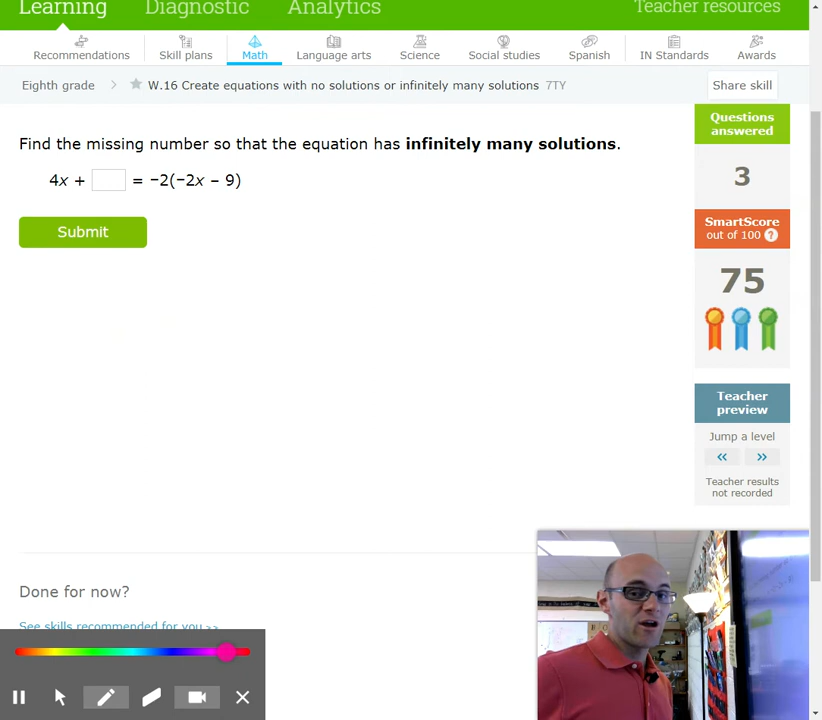 Learning Diagnostic Analytics Teacher resources
Recommendations Skill plans Math Language arts Science Social studies Spanish IN Standards Awards
Eighth grade > W.16 Create equations with no solutions or infinitely many solutions 7TY Share skill
Find the missing number so that the equation has infinitely many solutions.
4x + = −2(−2x − 9)
Submit
Questions
answered
3
SmartScore
out of 100 ?
75
Teacher
preview
Jump a level
<< >>
Teacher results
not recorded
Done for now?
See skills recommended for you >>